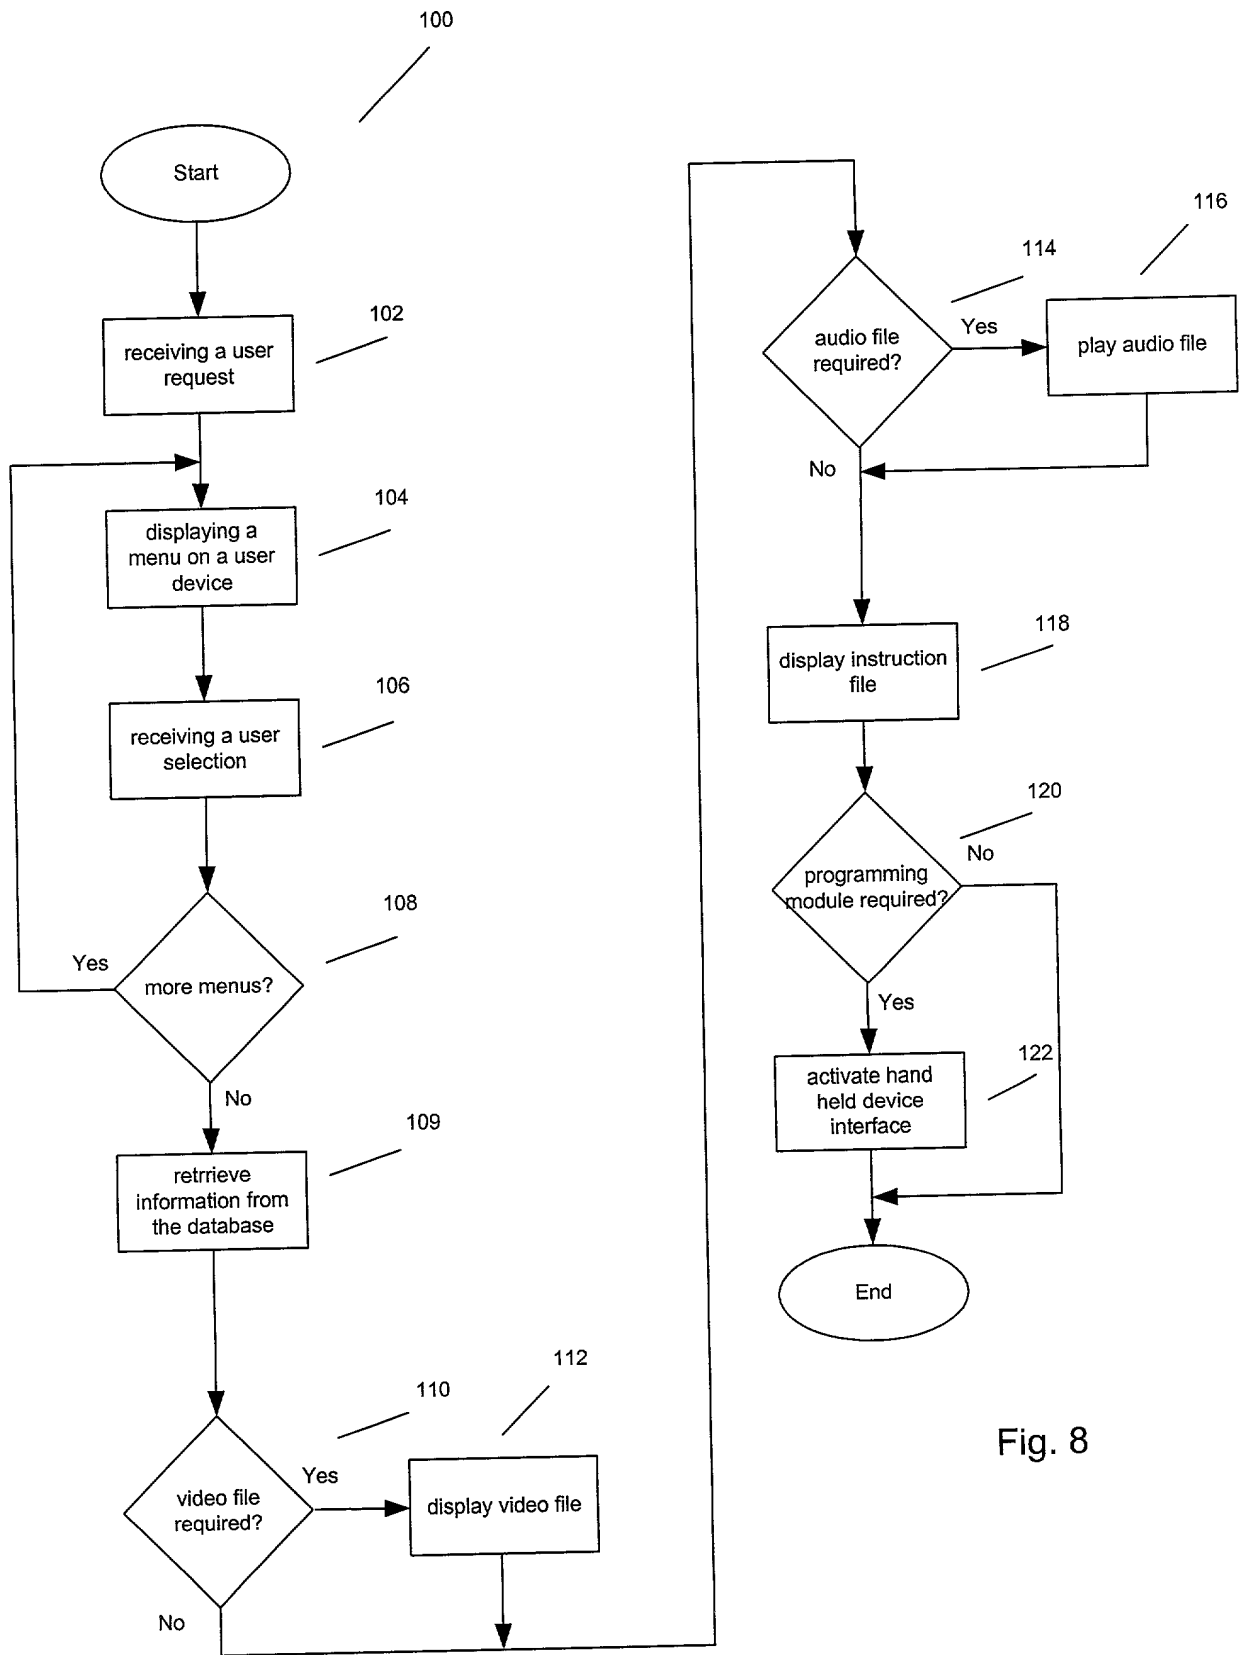 100
Start
102
receiving a user
request
104
displaying a
menu on a user
device
106
receiving a user
selection
108
Yes
more menus?
No
109
retrrieve
information from
the database
110
112
Yes
video file
required?
display video file
No
116
114
Yes
audio file
required?
play audio file
No
118
display instruction
file
120
No
programming
module required?
Yes
122
activate hand
held device
interface
End
Fig. 8